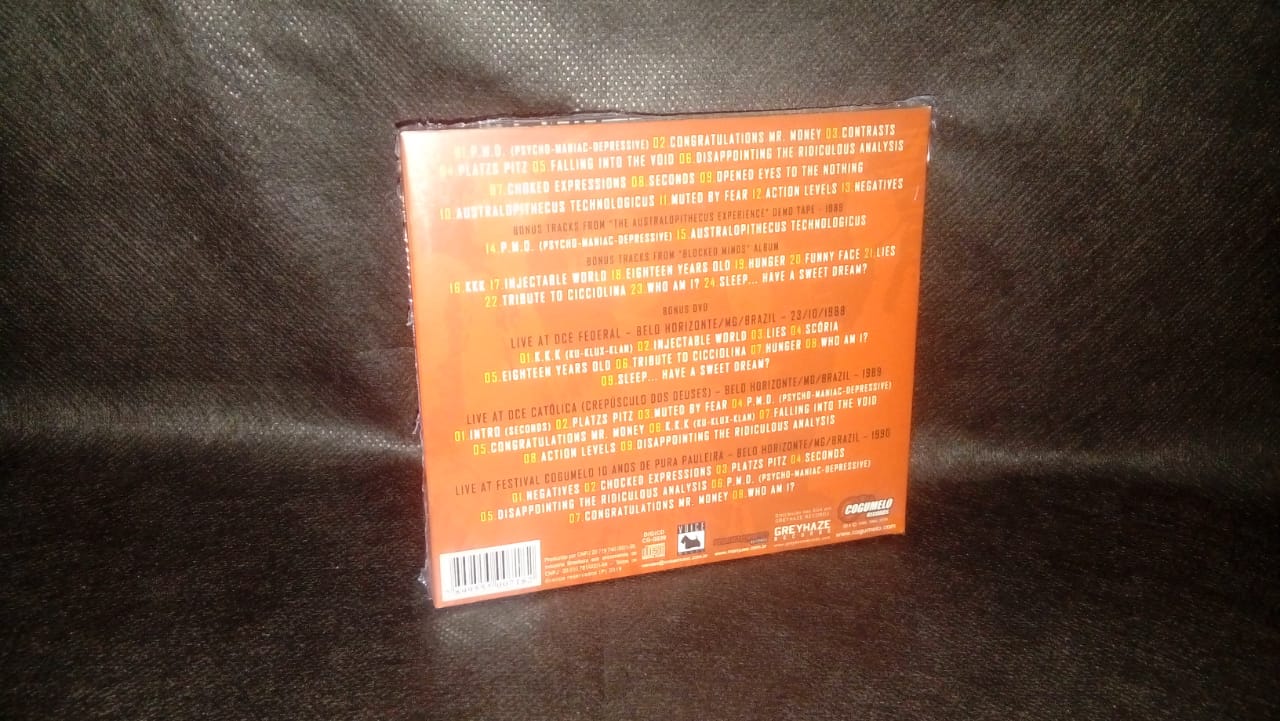 01.P.M.D. (PSYCHO-MANIAC-DEPRESSIVE) 02.CONGRATULATIONS MR. MONEY 03.CONTRASTS
04.PLATZS PITZ 05.FALLING INTO THE VOID 06.DISAPPOINTING THE RIDICULOUS ANALYSIS
07.CHOKED EXPRESSIONS 08.SECONDS 09.OPENED EYES TO THE NOTHING
10.AUSTRALOPITHECUS TECHNOLOGICUS 11.MUTED BY FEAR 12.ACTION LEVELS 13.NEGATIVES
BONUS TRACKS FROM "THE AUSTRALOPITHECUS EXPERIENCE" DEMO TAPE - 1989
14.P.M.D. (PSYCHO-MANIAC-DEPRESSIVE) 15.AUSTRALOPITHECUS TECHNOLOGICUS
BONUS TRACKS FROM "BLOCKED MINDS" ALBUM
16.KKK 17.INJECTABLE WORLD 18.EIGHTEEN YEARS OLD 19.HUNGER 20.FUNNY FACE 21.LIES
22.TRIBUTE TO CICCIOLINA 23.WHO AM I? 24.SLEEP... HAVE A SWEET DREAM?
BONUS DVD
LIVE AT DCE FEDERAL - BELO HORIZONTE/MG/BRAZIL - 23/10/1988
01.K.K.K (KU-KLUX-KLAN) 02.INJECTABLE WORLD 03.LIES 04.SCÓRIA
05.EIGHTEEN YEARS OLD 06.TRIBUTE TO CICCIOLINA 07.HUNGER 08.WHO AM I?
09.SLEEP... HAVE A SWEET DREAM?
LIVE AT DCE CATÓLICA (CREPÚSCULO DOS DEUSES) - BELO HORIZONTE/MG/BRAZIL - 1989
01.INTRO (SECONDS) 02.PLATZS PITZ 03.MUTED BY FEAR 04.P.M.D. (PSYCHO-MANIAC-DEPRESSIVE)
05.CONGRATULATIONS MR. MONEY 06.K.K.K (KU-KLUX-KLAN) 07.FALLING INTO THE VOID
08.ACTION LEVELS 09.DISAPPOINTING THE RIDICULOUS ANALYSIS
LIVE AT FESTIVAL COGUMELO 10 ANOS DE PURA PAULEIRA - BELO HORIZONTE/MG/BRAZIL - 1990
01.NEGATIVES 02.CHOCKED EXPRESSIONS 03.PLATZS PITZ 04.SECONDS
05.DISAPPOINTING THE RIDICULOUS ANALYSIS 06.P.M.D. (PSYCHO-MANIAC-DEPRESSIVE)
07.CONGRATULATIONS MR. MONEY 08.WHO AM I?
DIGICD
VOICE
GREYHAZE RECORDS
GREYHAZE
RECORDS
COGUMELO
RECORDS
www.cogumelo.com